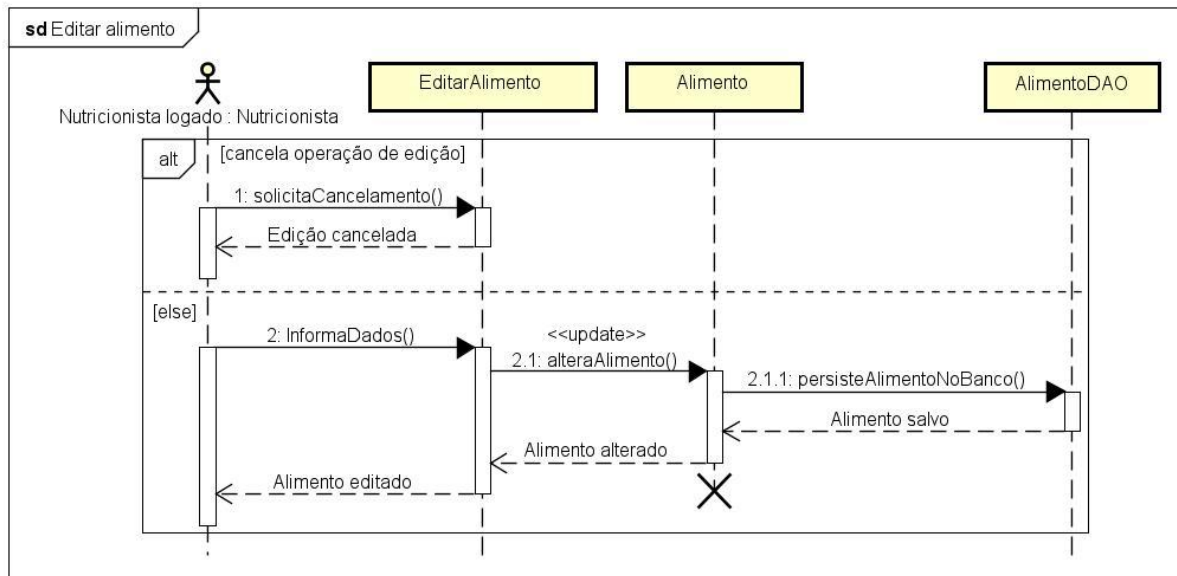 sd Editar alimento
EditarAlimento
Alimento
AlimentoDAO
Nutricionista logado : Nutricionista
alt
[cancela operação de edição]
1: solicitaCancelamento()
Edição cancelada
[else]
2: InformaDados()
<<update>>
2.1: alteraAlimento()
2.1.1: persisteAlimentoNoBanco()
Alimento salvo
Alimento alterado
Alimento editado